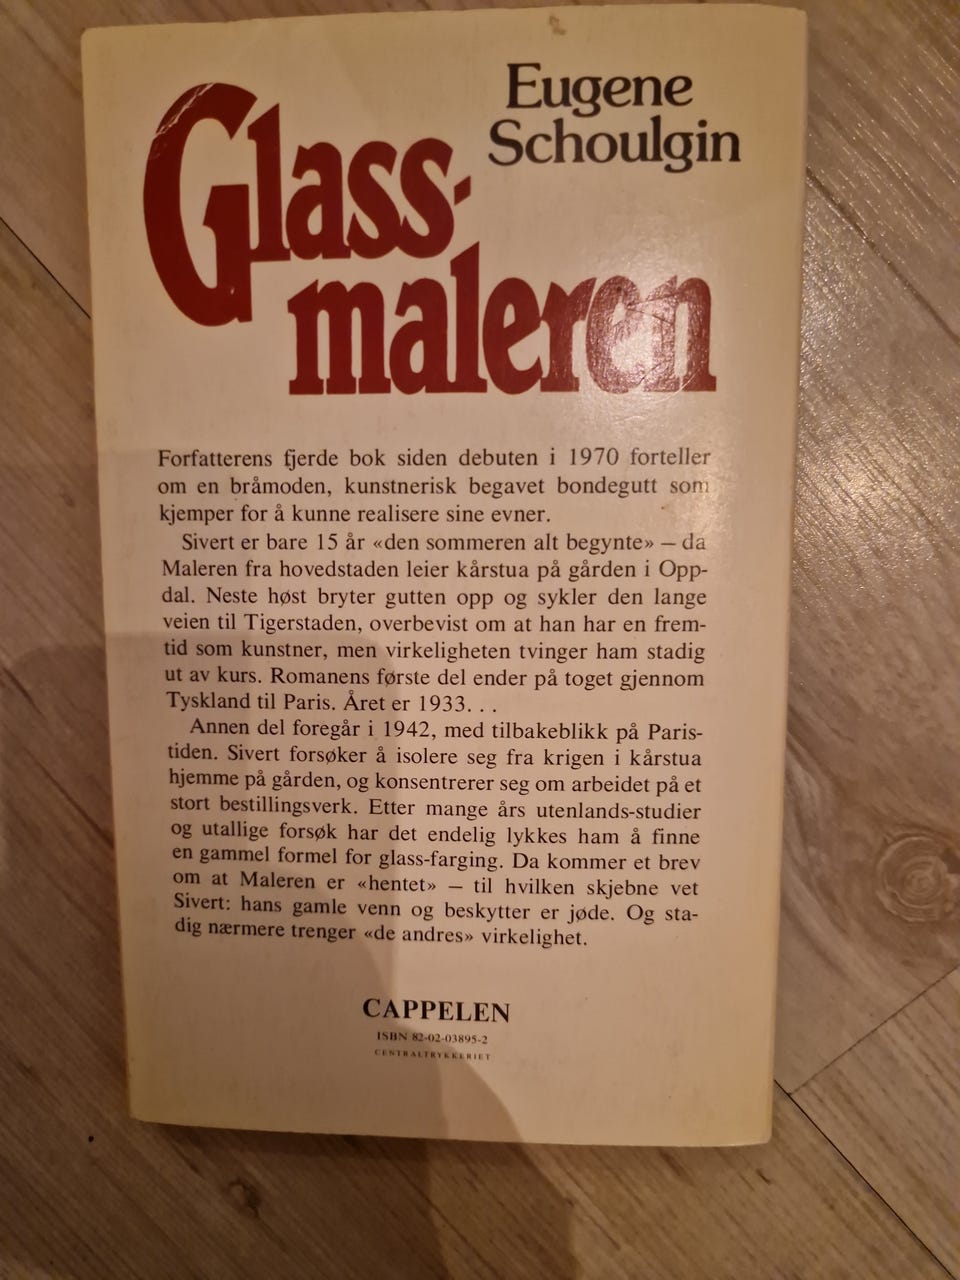 Eugene
Schoulgin
Glass-
maleren
Forfatterens fjerde bok siden debuten i 1970 forteller
om en bråmoden, kunstnerisk begavet bondegutt som
kjemper for å kunne realisere sine evner.
Sivert er bare 15 år «den sommeren alt begynte» – da
Maleren fra hovedstaden leier kårstua på gården i Opp-
dal. Neste høst bryter gutten opp og sykler den lange
veien til Tigerstaden, overbevist om at han har en frem-
tid som kunstner, men virkeligheten tvinger ham stadig
ut av kurs. Romanens første del ender på toget gjennom
Tyskland til Paris. Året er 1933. . .
Annen del foregår i 1942, med tilbakeblikk på Paris-
tiden. Sivert forsøker å isolere seg fra krigen i kårstua
hjemme på gården, og konsentrerer seg om arbeidet på et
stort bestillingsverk. Etter mange års utenlands-studier
og utallige forsøk har det endelig lykkes ham å finne
en gammel formel for glass-farging. Da kommer et brev
om at Maleren er «hentet» – til hvilken skjebne vet
Sivert: hans gamle venn og beskytter er jøde. Og sta-
dig nærmere trenger «de andres» virkelighet.
CAPPELEN
ISBN 82-02-03895-2
CENTRALTRYKKERIET